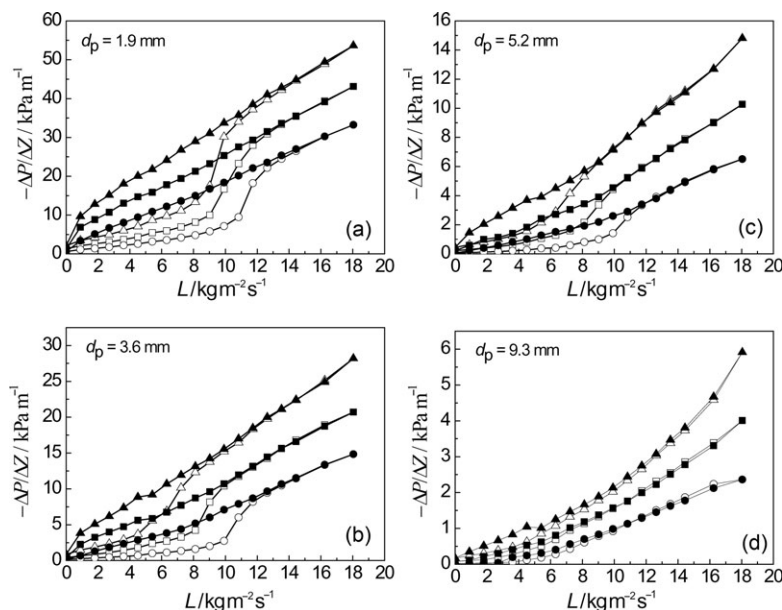 60
50
40
30
20
10
0
−ΔP/ΔZ / kPa m⁻¹
dp = 1.9 mm
(a)
0 2 4 6 8 10 12 14 16 18 20
L/kgm⁻²s⁻¹
16
14
12
10
8
6
4
2
0
−ΔP/ΔZ / kPa m⁻¹
dp = 5.2 mm
(c)
0 2 4 6 8 10 12 14 16 18 20
L/kgm⁻²s⁻¹
35
30
25
20
15
10
5
0
−ΔP/ΔZ / kPa m⁻¹
dp = 3.6 mm
(b)
0 2 4 6 8 10 12 14 16 18 20
L/kgm⁻²s⁻¹
6
5
4
3
2
1
0
−ΔP/ΔZ / kPa m⁻¹
dp = 9.3 mm
(d)
0 2 4 6 8 10 12 14 16 18 20
L/kgm⁻²s⁻¹